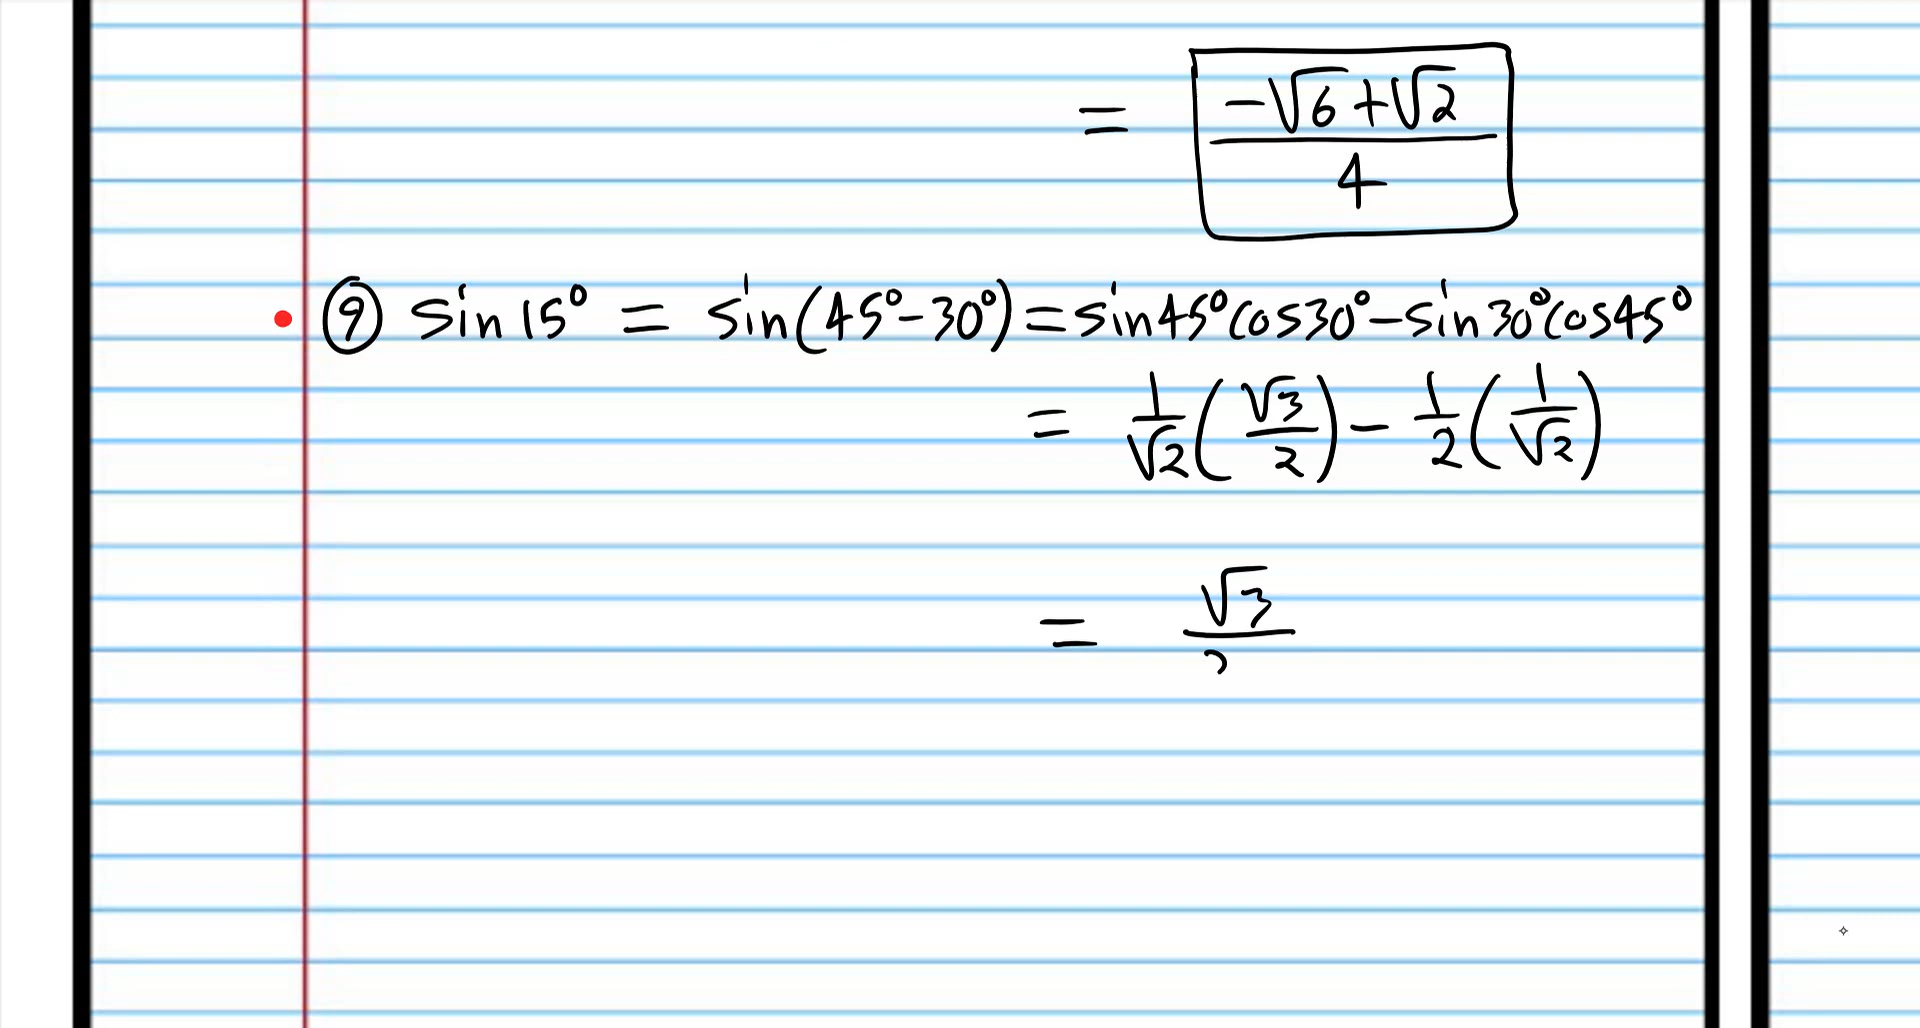 = (-√6+√2)/4
⑨ sin 15° = sin(45°-30°) = sin45°cos30° - sin30°cos45°
= 1/√2 (√3/2) - 1/2 (1/√2)
= √3/